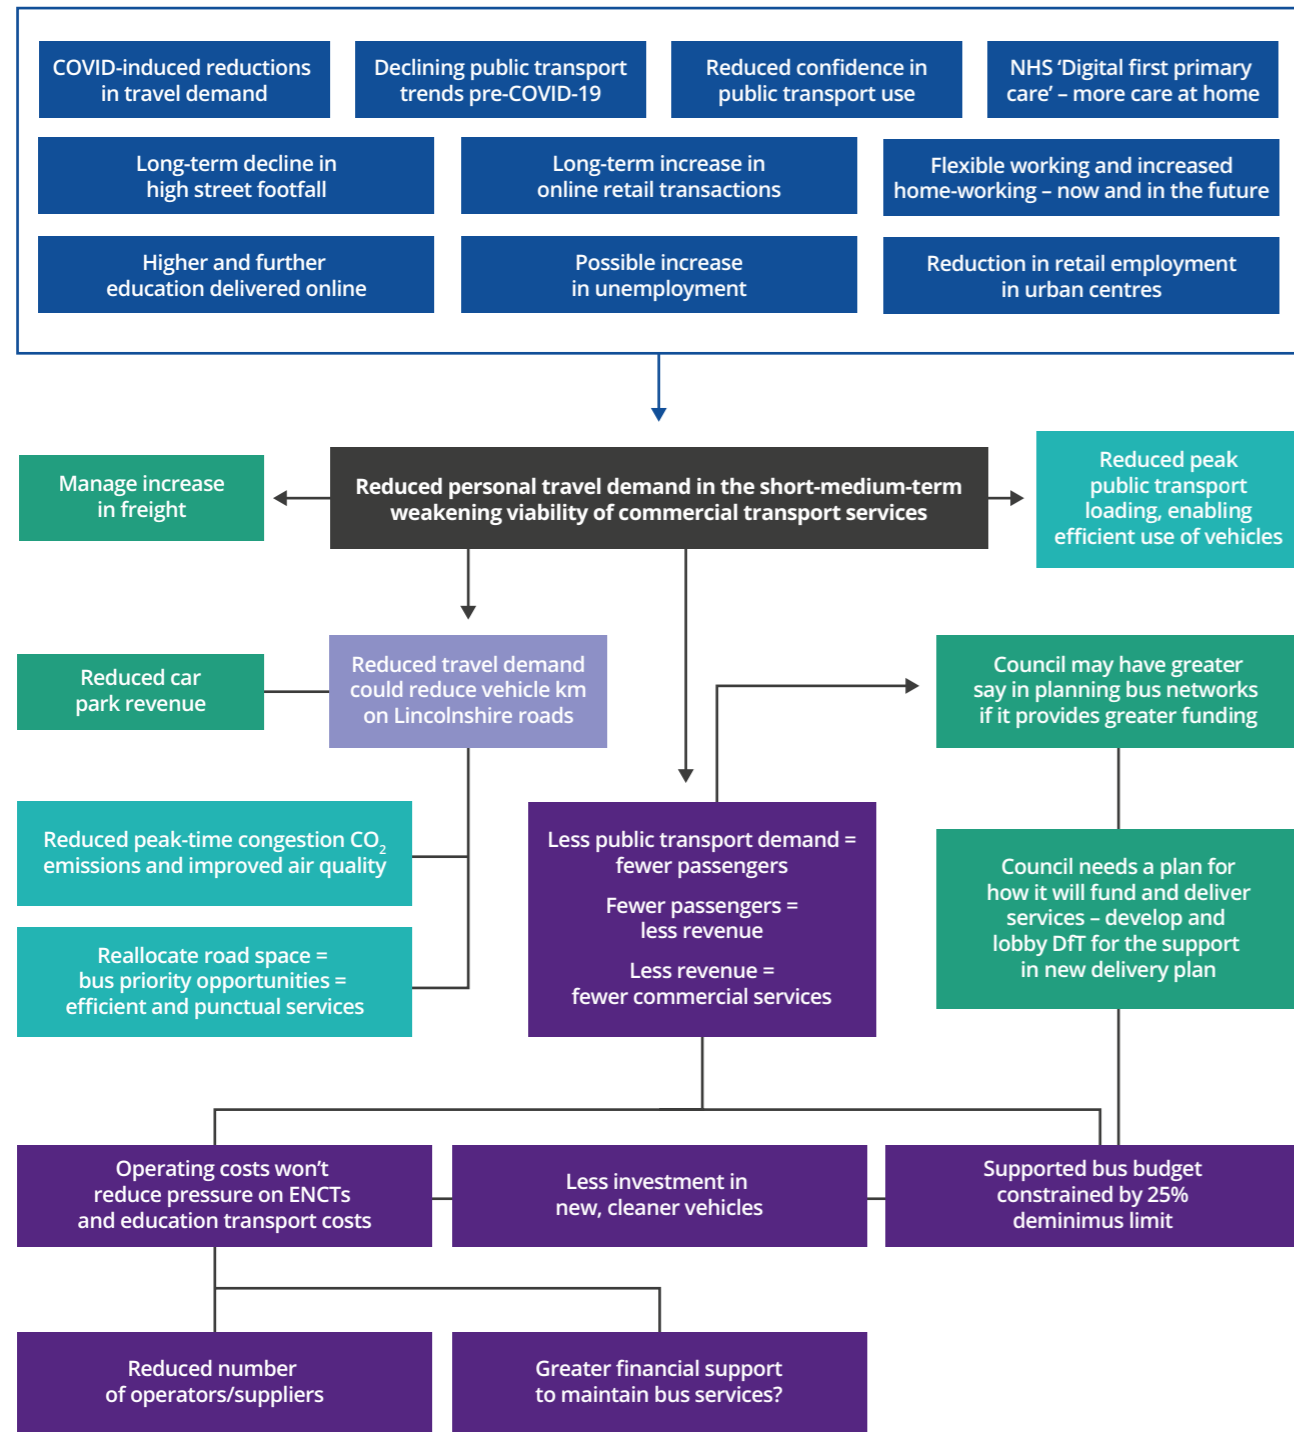 COVID-induced reductions
in travel demand
Declining public transport
trends pre-COVID-19
Reduced confidence in
public transport use
NHS ‘Digital first primary
care’ – more care at home
Long-term decline in
high street footfall
Long-term increase in
online retail transactions
Flexible working and increased
home-working – now and in the future
Higher and further
education delivered online
Possible increase
in unemployment
Reduction in retail employment
in urban centres
Manage increase
in freight
Reduced personal travel demand in the short-medium-term
weakening viability of commercial transport services
Reduced peak
public transport
loading, enabling
efficient use of vehicles
Reduced car
park revenue
Reduced travel demand
could reduce vehicle km
on Lincolnshire roads
Council may have greater
say in planning bus networks
if it provides greater funding
Reduced peak-time congestion CO₂
emissions and improved air quality
Less public transport demand =
fewer passengers
Fewer passengers =
less revenue
Less revenue =
fewer commercial services
Council needs a plan for
how it will fund and deliver
services – develop and
lobby DfT for the support
in new delivery plan
Reallocate road space =
bus priority opportunities =
efficient and punctual services
Operating costs won’t
reduce pressure on ENCTs
and education transport costs
Less investment in
new, cleaner vehicles
Supported bus budget
constrained by 25%
deminimus limit
Reduced number
of operators/suppliers
Greater financial support
to maintain bus services?